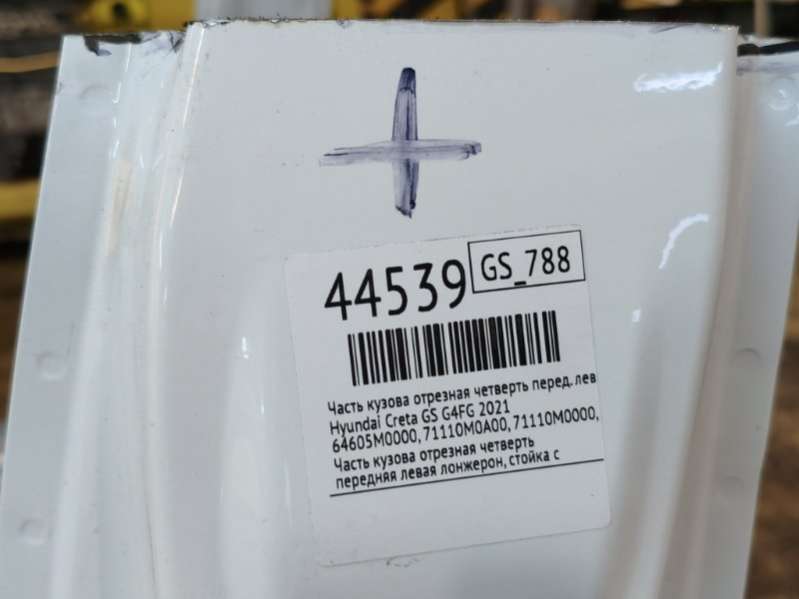 44539
GS_788
Часть кузова отрезная четверть перед. лев
Hyundai Creta GS G4FG 2021
64605M0000, 71110M0A00, 71110M0000,
Часть кузова отрезная четверть
передняя левая лонжерон, стойка с